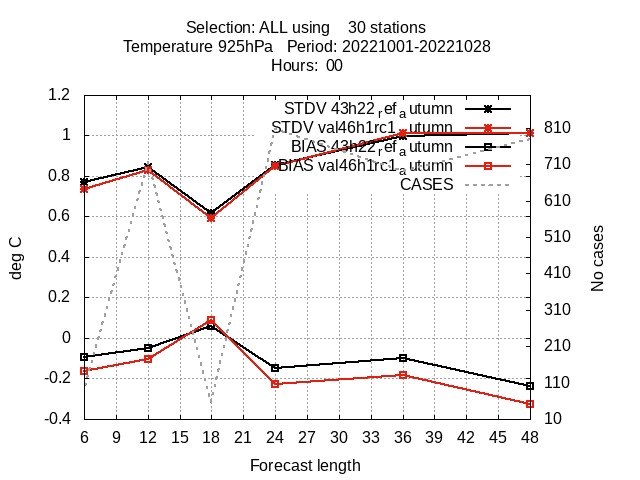 Selection: ALL using 30 stations
Temperature 925hPa Period: 20221001-20221028
Hours: 00
1.2
1
0.8
0.6
0.4
0.2
0
-0.2
-0.4
deg C
STDV 43h22ref_autumn
STDV val46h1rc1_autumn
BIAS 43h22ref_autumn
BIAS val46h1rc1_autumn
CASES
810
710
610
510
410
310
210
110
10
No cases
6 9 12 15 18 21 24 27 30 33 36 39 42 45 48
Forecast length